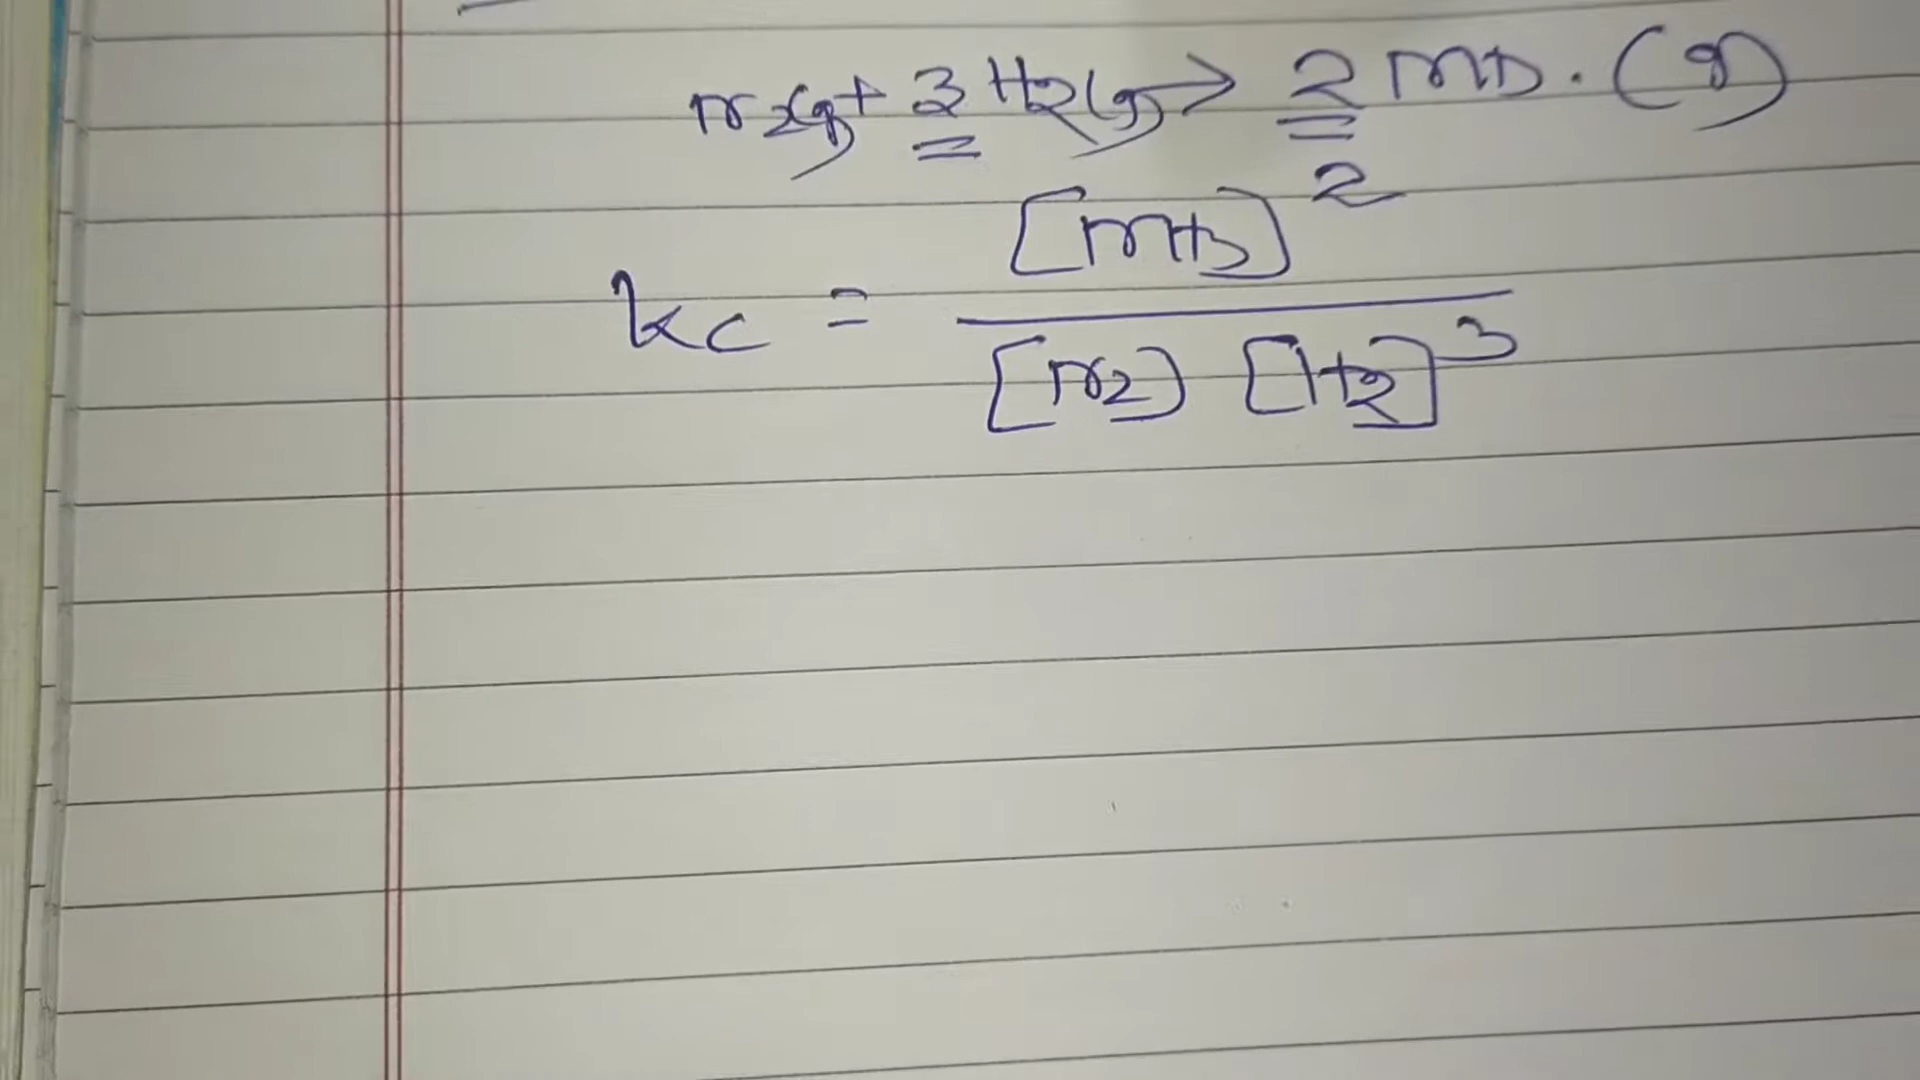 N2(g) + 3H2(g) → 2NH3.(g)
kc = [NH3]^2 / [N2] [H2]^3